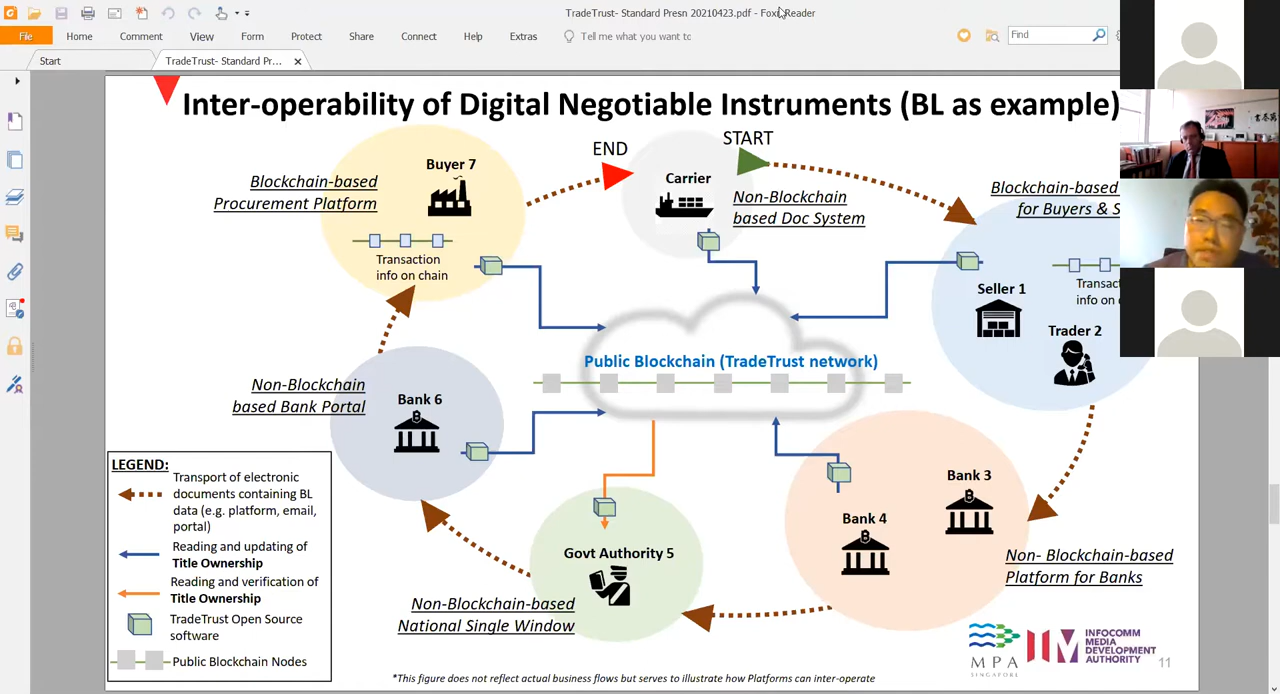 TradeTrust- Standard Presn 20210423.pdf - Foxit Reader
File Home Comment View Form Protect Share Connect Help Extras Tell me what you want to Find
Start TradeTrust- Standard Pr...
Inter-operability of Digital Negotiable Instruments (BL as example)
END
START
Carrier
Non-Blockchain
based Doc System
Blockchain-based
for Buyers & S
Seller 1
Trader 2
Buyer 7
Blockchain-based
Procurement Platform
Transaction
info on chain
Public Blockchain (TradeTrust network)
Non-Blockchain
based Bank Portal
Bank 6
Bank 3
Bank 4
Non- Blockchain-based
Platform for Banks
Govt Authority 5
Non-Blockchain-based
National Single Window
LEGEND:
Transport of electronic
documents containing BL
data (e.g. platform, email,
portal)
Reading and updating of
Title Ownership
Reading and verification of
Title Ownership
TradeTrust Open Source
software
Public Blockchain Nodes
*This figure does not reflect actual business flows but serves to illustrate how Platforms can inter-operate
MPA
SINGAPORE
INFOCOMM
MEDIA
DEVELOPMENT
AUTHORITY
11